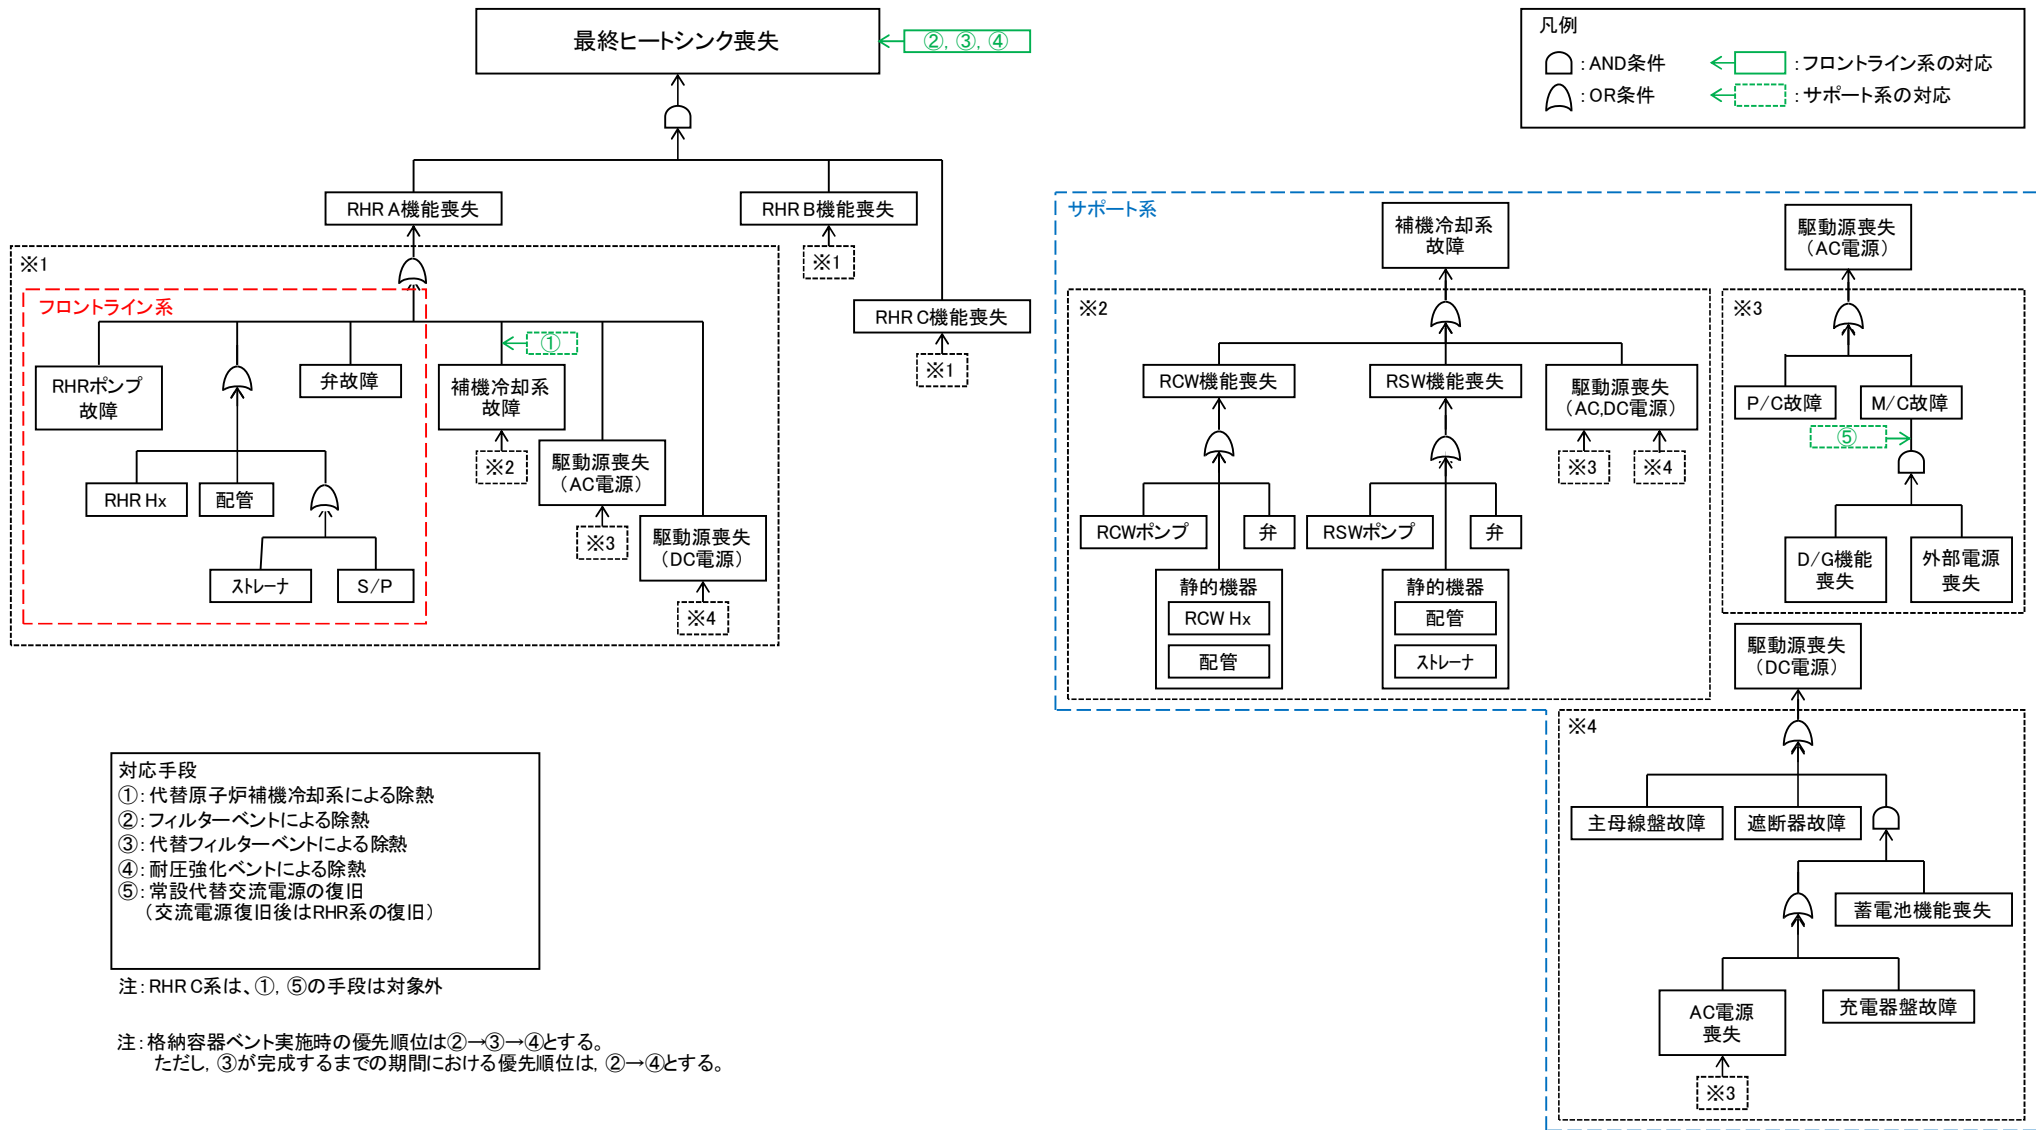 最終ヒートシンク喪失
②, ③, ④
凡例
: AND条件
: フロントライン系の対応
: OR条件
: サポート系の対応
RHR A機能喪失
RHR B機能喪失
※1
RHR C機能喪失
※1
※1
フロントライン系
RHRポンプ
故障
弁故障
①
補機冷却系
故障
※2
RHR Hx
配管
駆動源喪失
(AC電源)
※3
ストレーナ
S/P
駆動源喪失
(DC電源)
※4
サポート系
補機冷却系
故障
※2
RCW機能喪失
RSW機能喪失
駆動源喪失
(AC,DC電源)
※3
※4
RCWポンプ
弁
RSWポンプ
弁
静的機器
RCW Hx
配管
静的機器
配管
ストレーナ
駆動源喪失
(AC電源)
※3
P/C故障
M/C故障
⑤
D/G機能
喪失
外部電源
喪失
駆動源喪失
(DC電源)
※4
主母線盤故障
遮断器故障
蓄電池機能喪失
AC電源
喪失
充電器盤故障
※3
対応手段
①: 代替原子炉補機冷却系による除熱
②: フィルターベントによる除熱
③: 代替フィルターベントによる除熱
④: 耐圧強化ベントによる除熱
⑤: 常設代替交流電源の復旧
(交流電源復旧後はRHR系の復旧)
注: RHR C系は、①, ⑤の手段は対象外
注: 格納容器ベント実施時の優先順位は②→③→④とする。
ただし, ③が完成するまでの期間における優先順位は, ②→④とする。